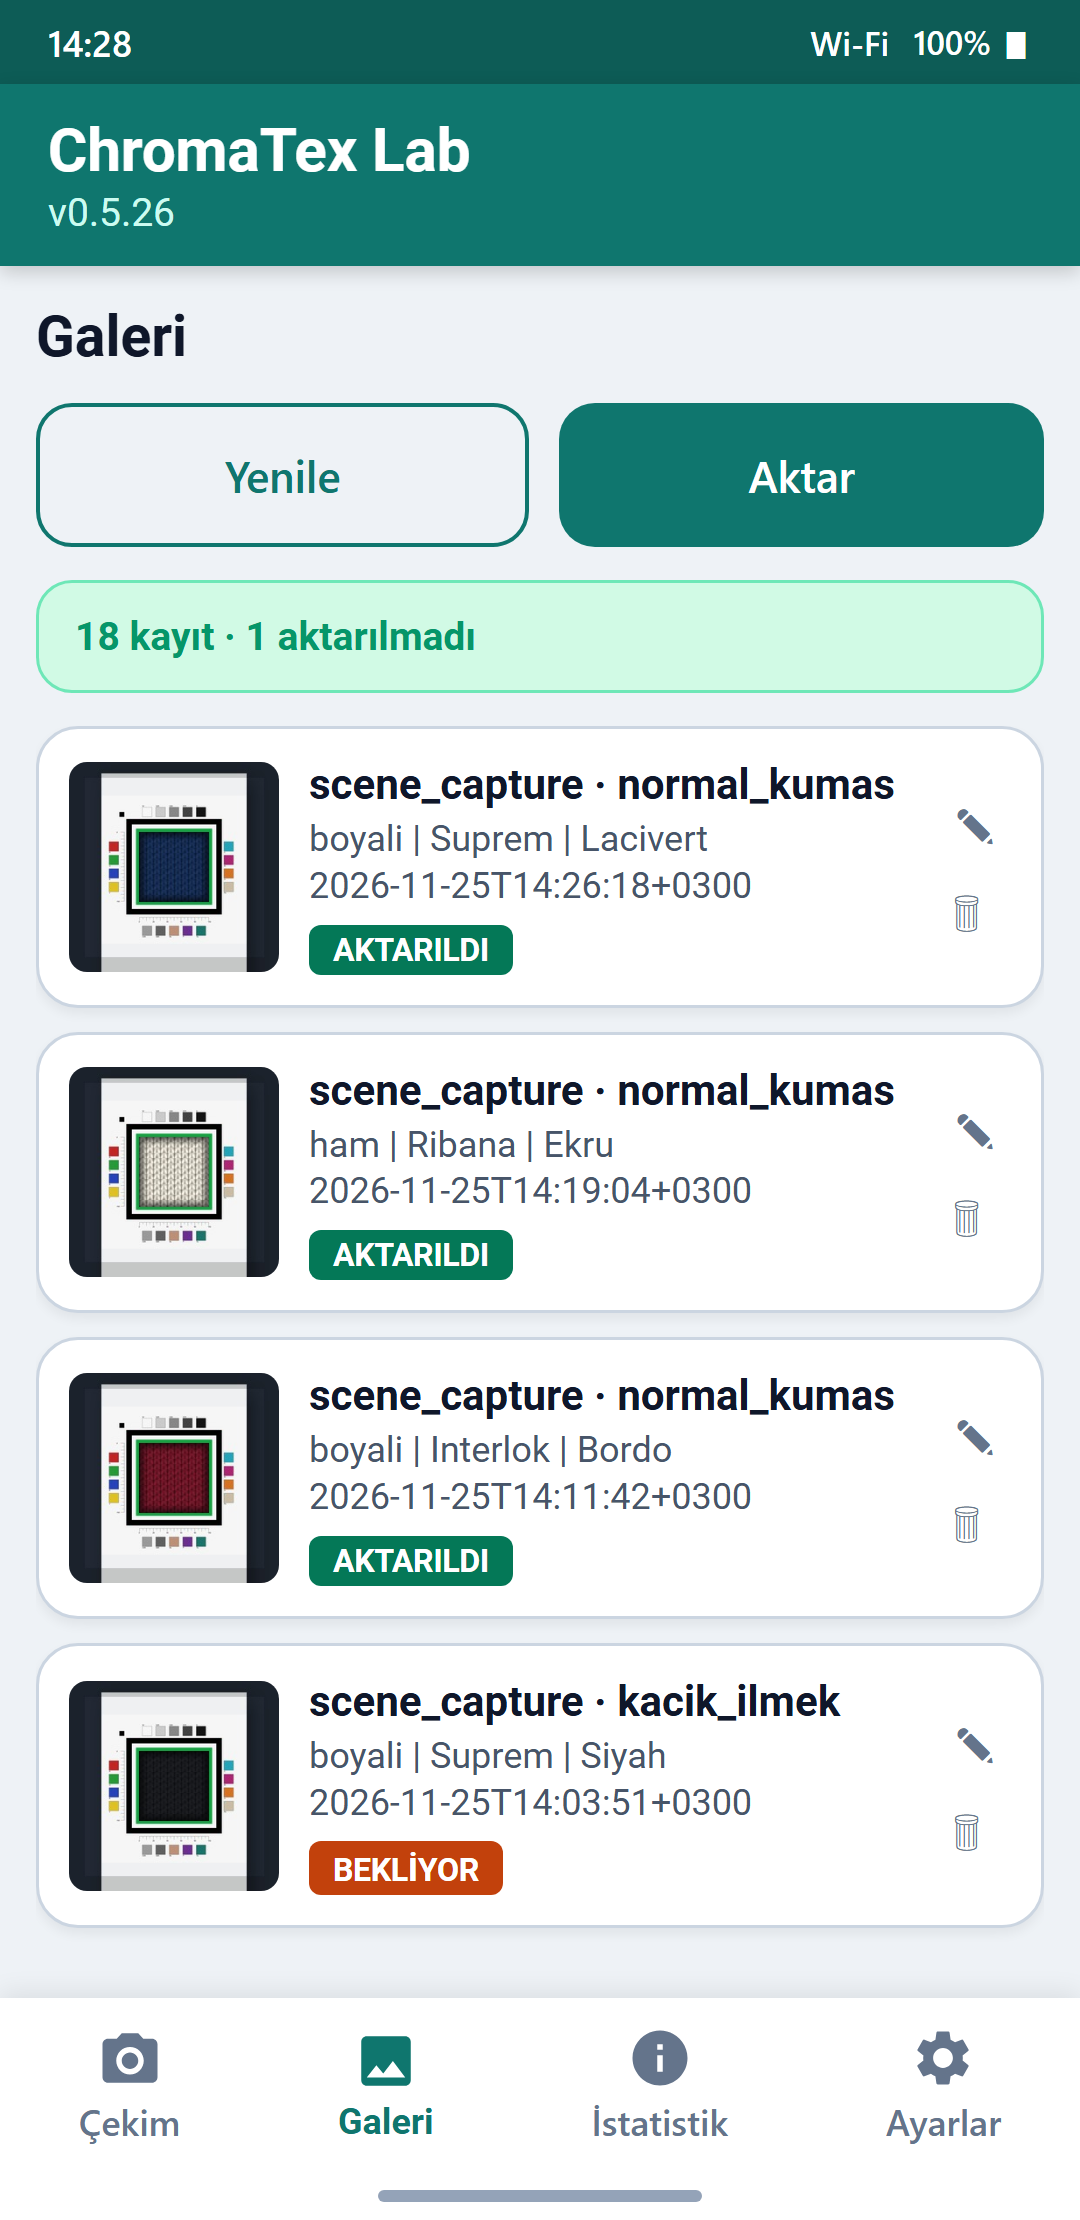 14:28 Wi-Fi 100%
ChromaTex Lab
v0.5.26
Galeri
Yenile
Aktar
18 kayıt · 1 aktarılmadı
scene_capture · normal_kumas
boyali | Suprem | Lacivert
2026-11-25T14:26:18+0300
AKTARILDI
scene_capture · normal_kumas
ham | Ribana | Ekru
2026-11-25T14:19:04+0300
AKTARILDI
scene_capture · normal_kumas
boyali | Interlok | Bordo
2026-11-25T14:11:42+0300
AKTARILDI
scene_capture · kacik_ilmek
boyali | Suprem | Siyah
2026-11-25T14:03:51+0300
BEKLİYOR
Çekim
Galeri
İstatistik
Ayarlar